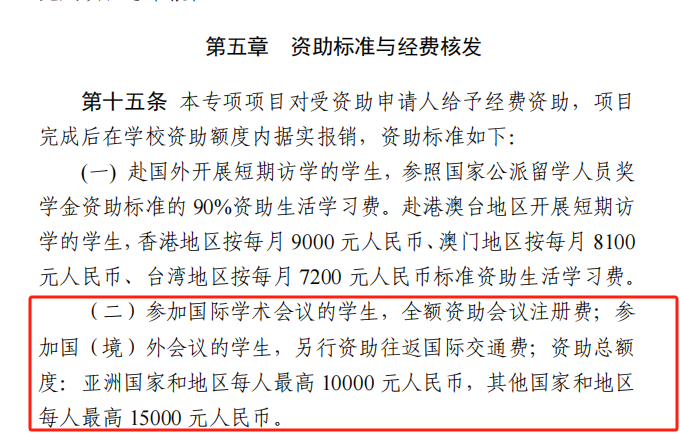 第五章 资助标准与经费核发
第十五条 本专项项目对受资助申请人给予经费资助，项目
完成后在学校资助额度内据实报销，资助标准如下：
(一) 赴国外开展短期访学的学生，参照国家公派留学人员奖
学金资助标准的 90%资助生活学习费。赴港澳台地区开展短期访
学的学生，香港地区按每月 9000 元人民币、澳门地区按每月 8100
元人民币、台湾地区按每月 7200 元人民币标准资助生活学习费。
（二）参加国际学术会议的学生，全额资助会议注册费；参
加国（境）外会议的学生，另行资助往返国际交通费；资助总额
度：亚洲国家和地区每人最高 10000 元人民币，其他国家和地区
每人最高 15000 元人民币。